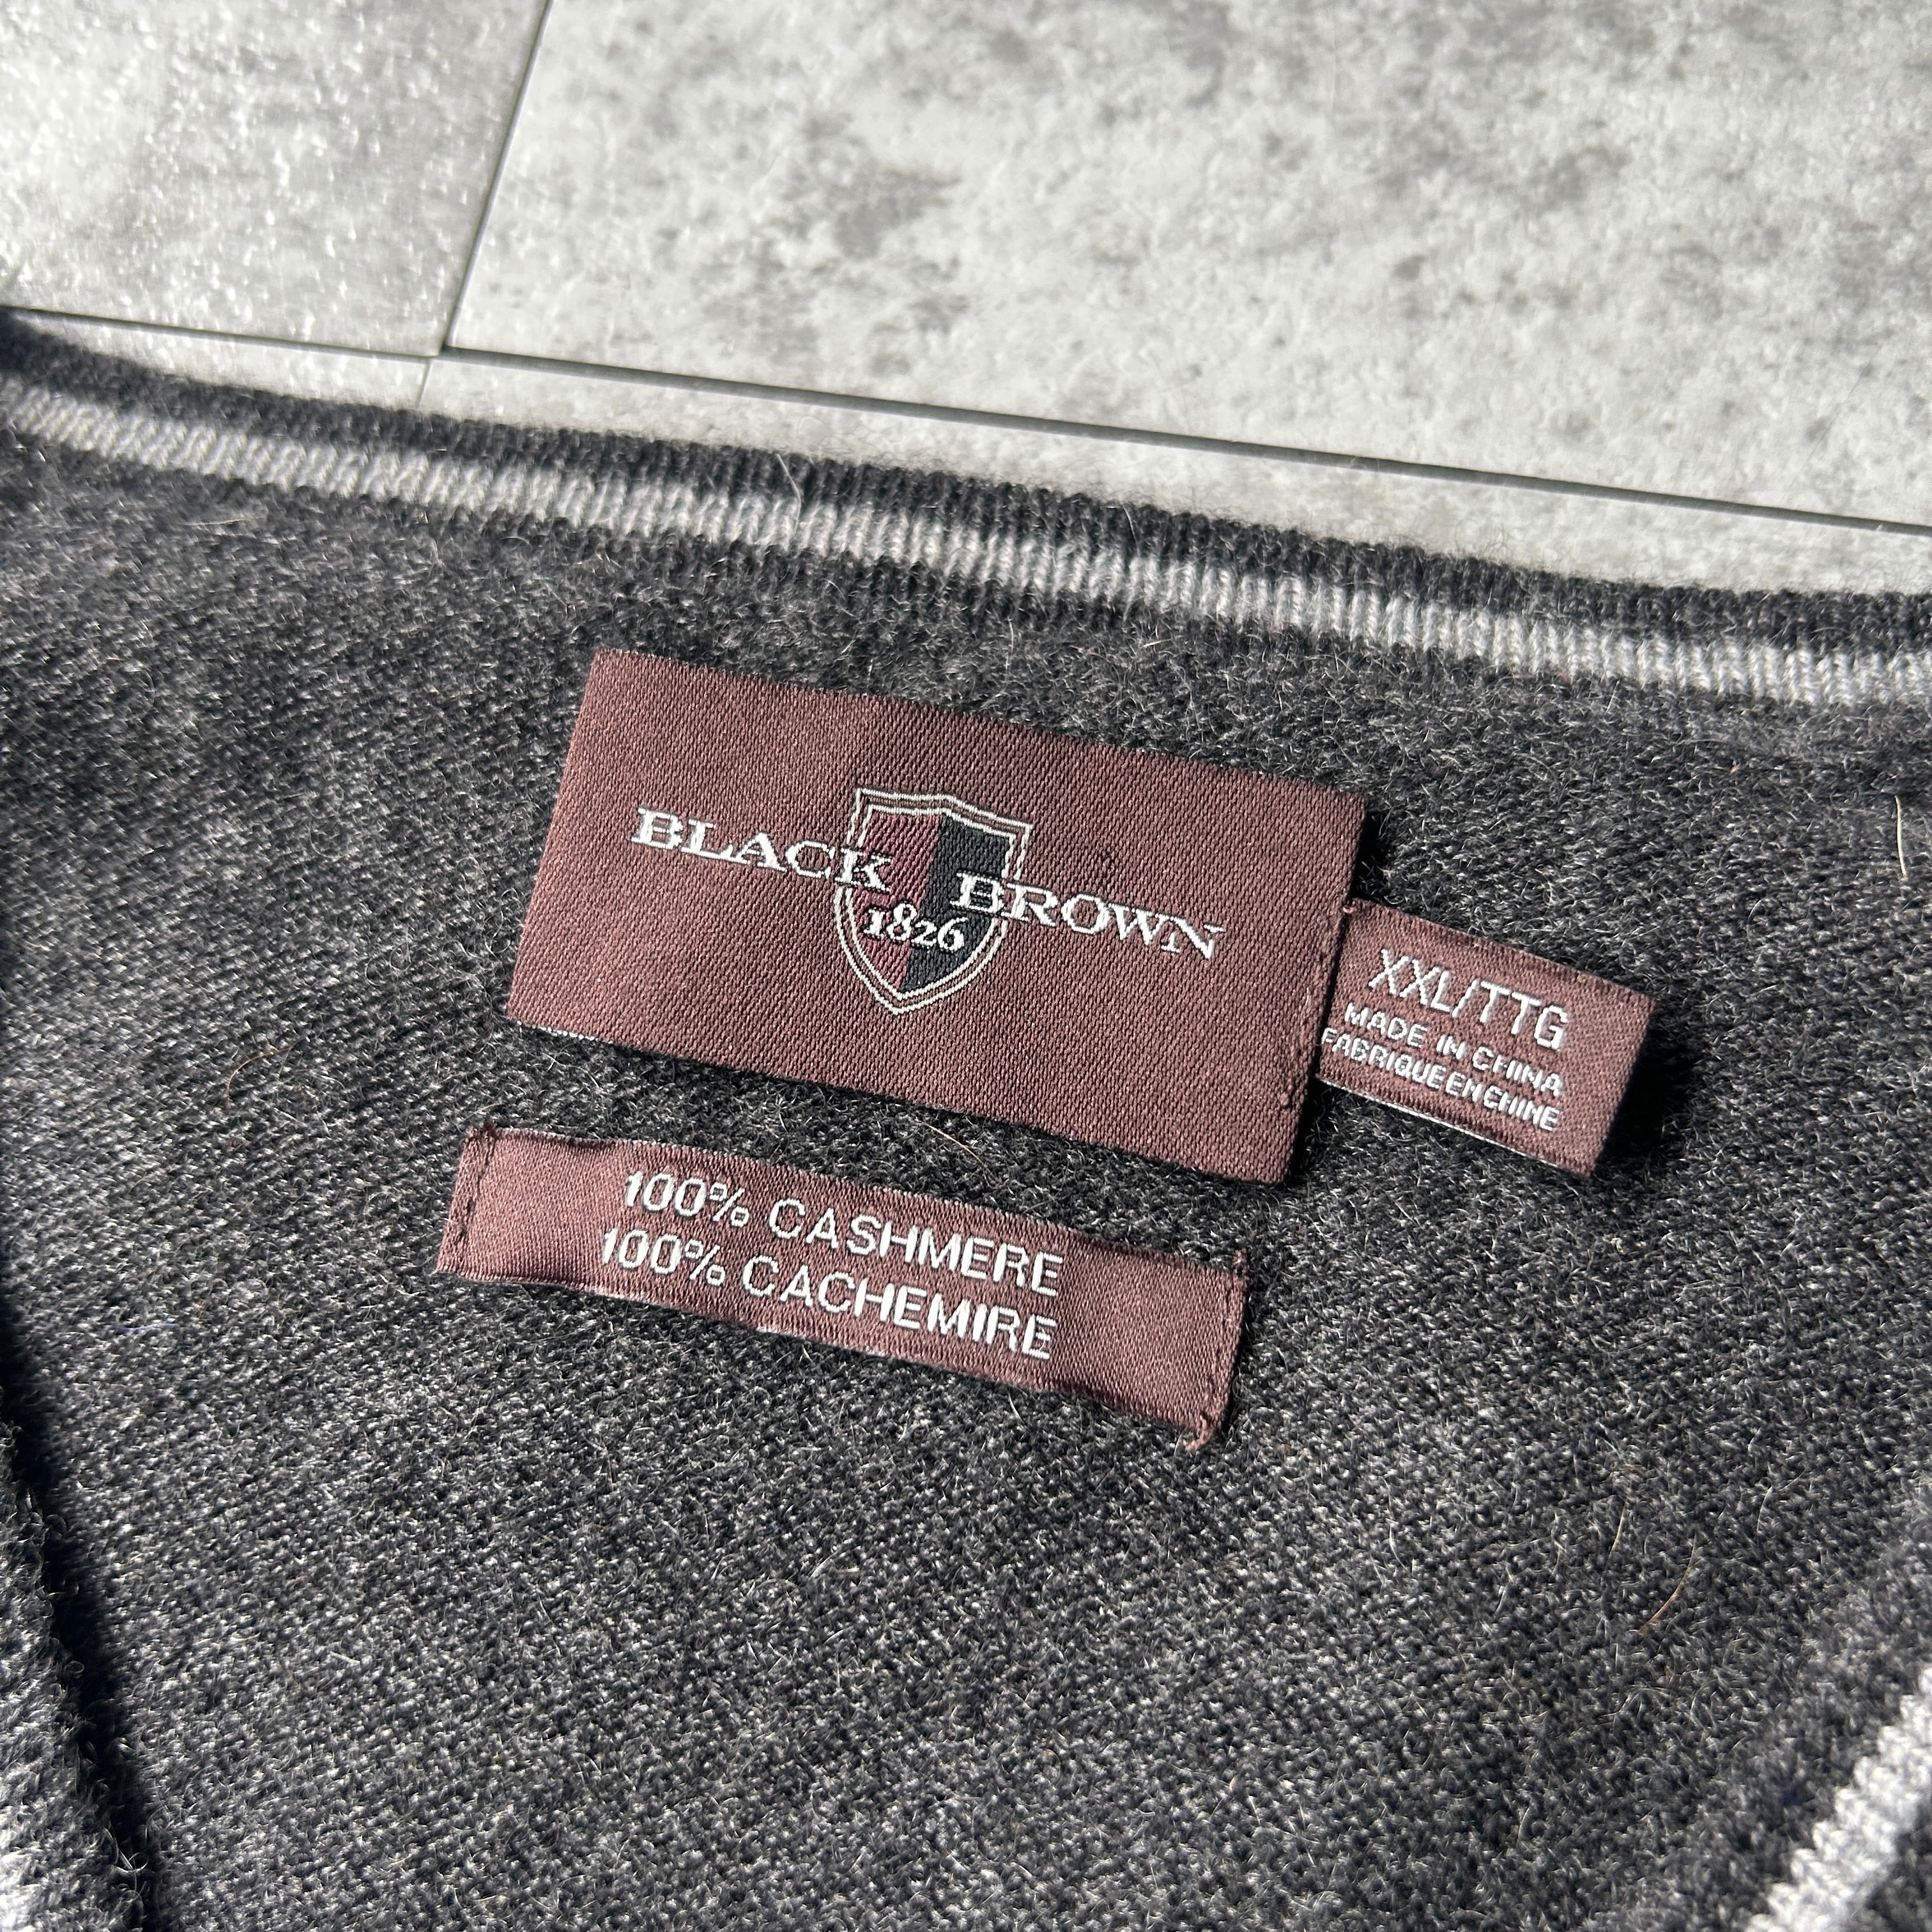 BLACK BROWN
1826
XXL/TTG
MADE IN CHINA
FABRIQUE EN CHINE
100% CASHMERE
100% CACHEMIRE